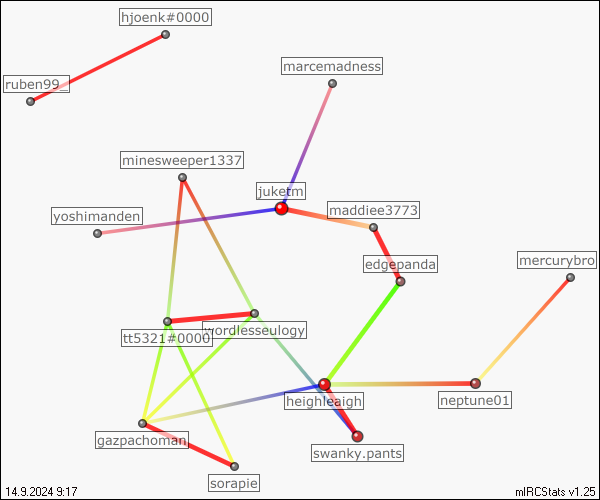 hjoenk#0000
ruben99_
marcemadness
minesweeper1337
juketm
maddiee3773
yoshimanden
edgepanda
mercurybro
wordlesseulogy
tt5321#0000
heighleaigh
neptune01
gazpachoman
swanky.pants
sorapie
14.9.2024 9:17
mIRCStats v1.25